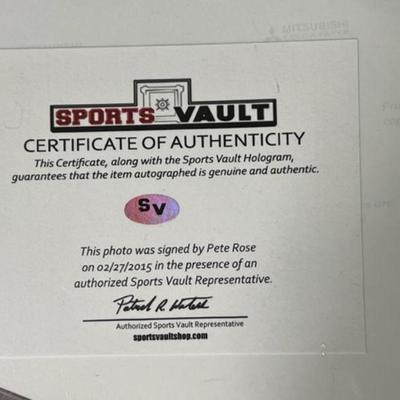 MITSUBISHI
SPORTS VAULT
CERTIFICATE OF AUTHENTICITY
This Certificate, along with the Sports Vault Hologram,
guarantees that the item autographed is genuine and authentic.
SV
This photo was signed by Pete Rose
on 02/27/2015 in the presence of an
authorized Sports Vault Representative.
Authorized Sports Vault Representative
sportsvaultshop.com